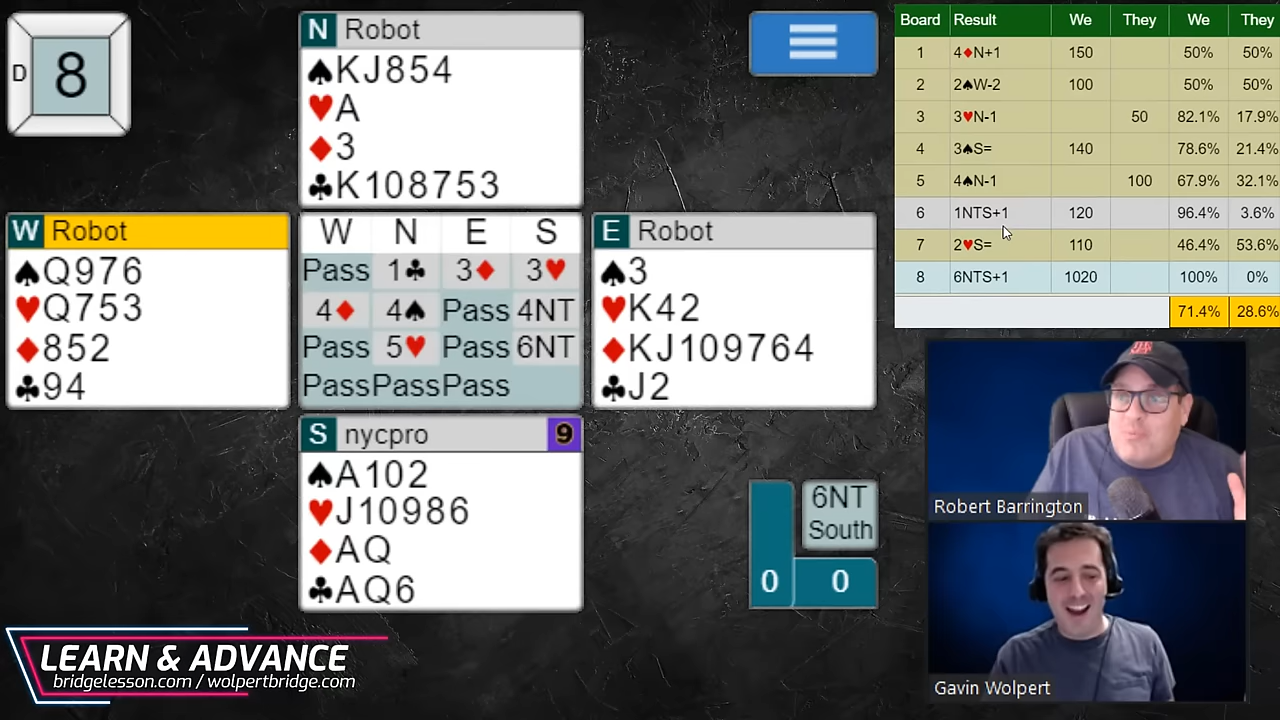 D 8
N Robot
♠KJ854
♥A
♦3
♣K108753
W Robot
♠Q976
♥Q753
♦852
♣94
W N E S
Pass 1♣ 3♦ 3♥
4♦ 4♠ Pass 4NT
Pass 5♥ Pass 6NT
Pass Pass Pass
E Robot
♠3
♥K42
♦KJ109764
♣J2
S nycpro 9
♠A102
♥J10986
♦AQ
♣AQ6
6NT
South
0 0
Board Result We They We They
1 4♦N+1 150 50% 50%
2 2♠W-2 100 50% 50%
3 3♥N-1 50 82.1% 17.9%
4 3♠S= 140 78.6% 21.4%
5 4♠N-1 100 67.9% 32.1%
6 1NTS+1 120 96.4% 3.6%
7 2♥S= 110 46.4% 53.6%
8 6NTS+1 1020 100% 0%
71.4% 28.6%
Robert Barrington
Gavin Wolpert
LEARN & ADVANCE
bridgelesson.com / wolpertbridge.com